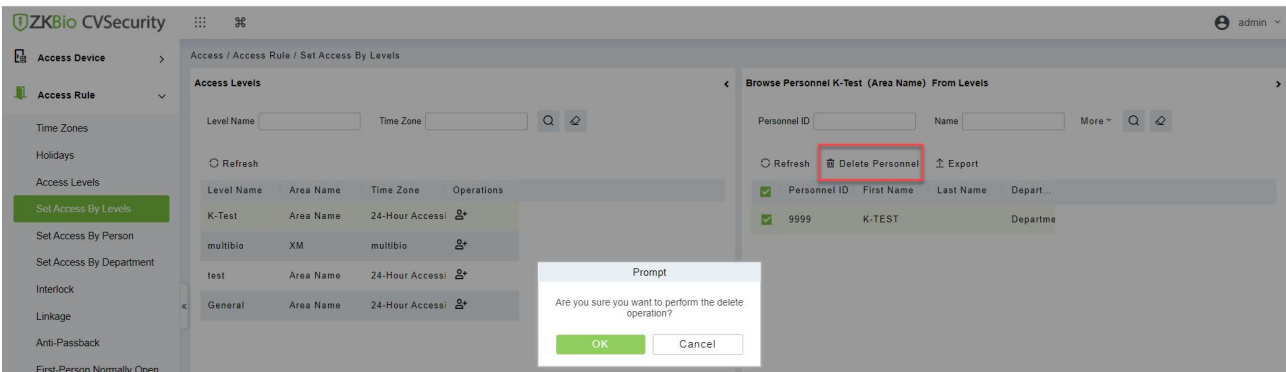 ZKBio CVSecurity
admin
Access Device
Access Rule
Time Zones
Holidays
Access Levels
Set Access By Levels
Set Access By Person
Set Access By Department
Interlock
Linkage
Anti-Passback
First-Person Normally Open
Access / Access Rule / Set Access By Levels
Access Levels
Level Name Time Zone
Refresh
Level Name Area Name Time Zone Operations
K-Test Area Name 24-Hour Accessi
multibio XM multibio
test Area Name 24-Hour Accessi
General Area Name 24-Hour Accessi
Browse Personnel K-Test (Area Name) From Levels
Personnel ID Name More
Refresh Delete Personnel Export
Personnel ID First Name Last Name Depart...
9999 K-TEST Departme
Prompt
Are you sure you want to perform the delete
operation?
OK Cancel